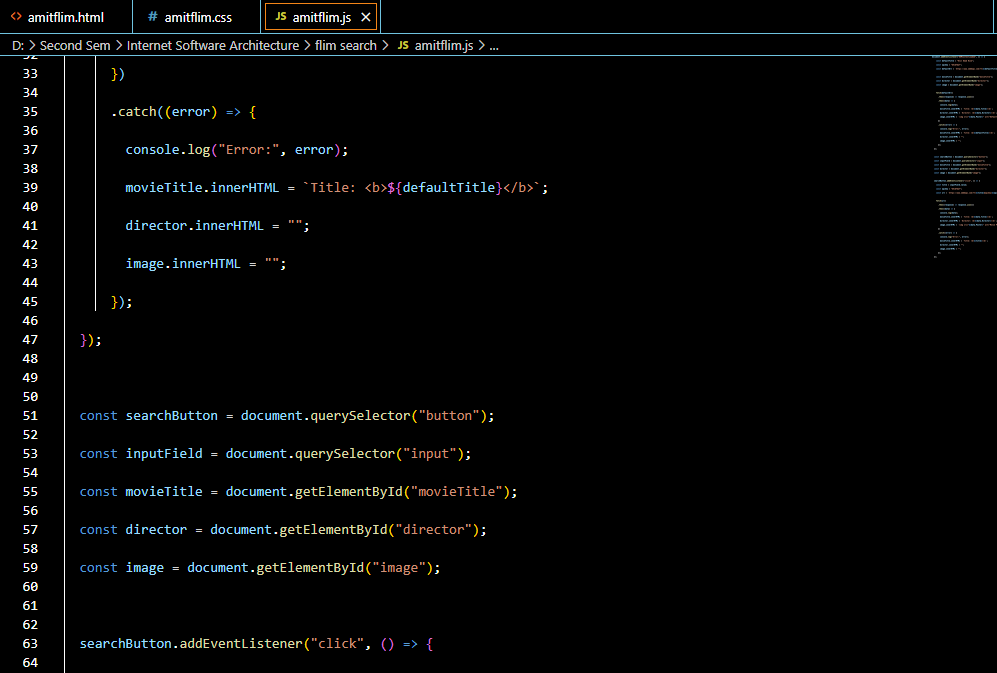 <> amitflim.html # amitflim.css JS amitflim.js ×
D: > Second Sem > Internet Software Architecture > flim search > JS amitflim.js > ...
33 })
34
35 .catch((error) => {
36
37 console.log("Error:", error);
38
39 movieTitle.innerHTML = `Title: <b>${defaultTitle}</b>`;
40
41 director.innerHTML = "";
42
43 image.innerHTML = "";
44
45 });
46
47 });
48
49
50
51 const searchButton = document.querySelector("button");
52
53 const inputField = document.querySelector("input");
54
55 const movieTitle = document.getElementById("movieTitle");
56
57 const director = document.getElementById("director");
58
59 const image = document.getElementById("image");
60
61
62
63 searchButton.addEventListener("click", () => {
64